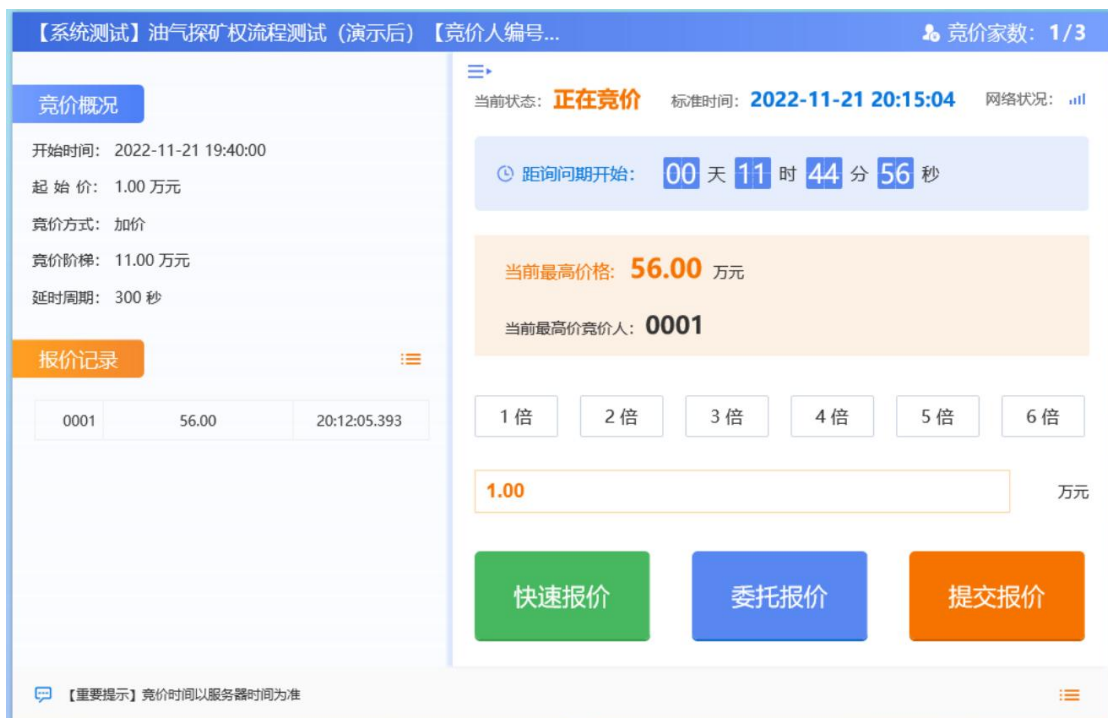 【系统测试】油气探矿权流程测试（演示后）【竞价人编号... 竞价家数：1/3
竞价概况
开始时间： 2022-11-21 19:40:00
起 始 价： 1.00 万元
竞价方式： 加价
竞价阶梯： 11.00 万元
延时周期： 300 秒
报价记录
0001 56.00 20:12:05.393
当前状态：正在竞价 标准时间：2022-11-21 20:15:04 网络状况：
距询问期开始： 00 天 11 时 44 分 56 秒
当前最高价格: 56.00 万元
当前最高价竞价人：0001
1 倍 2 倍 3 倍 4 倍 5 倍 6 倍
1.00 万元
快速报价 委托报价 提交报价
【重要提示】竞价时间以服务器时间为准